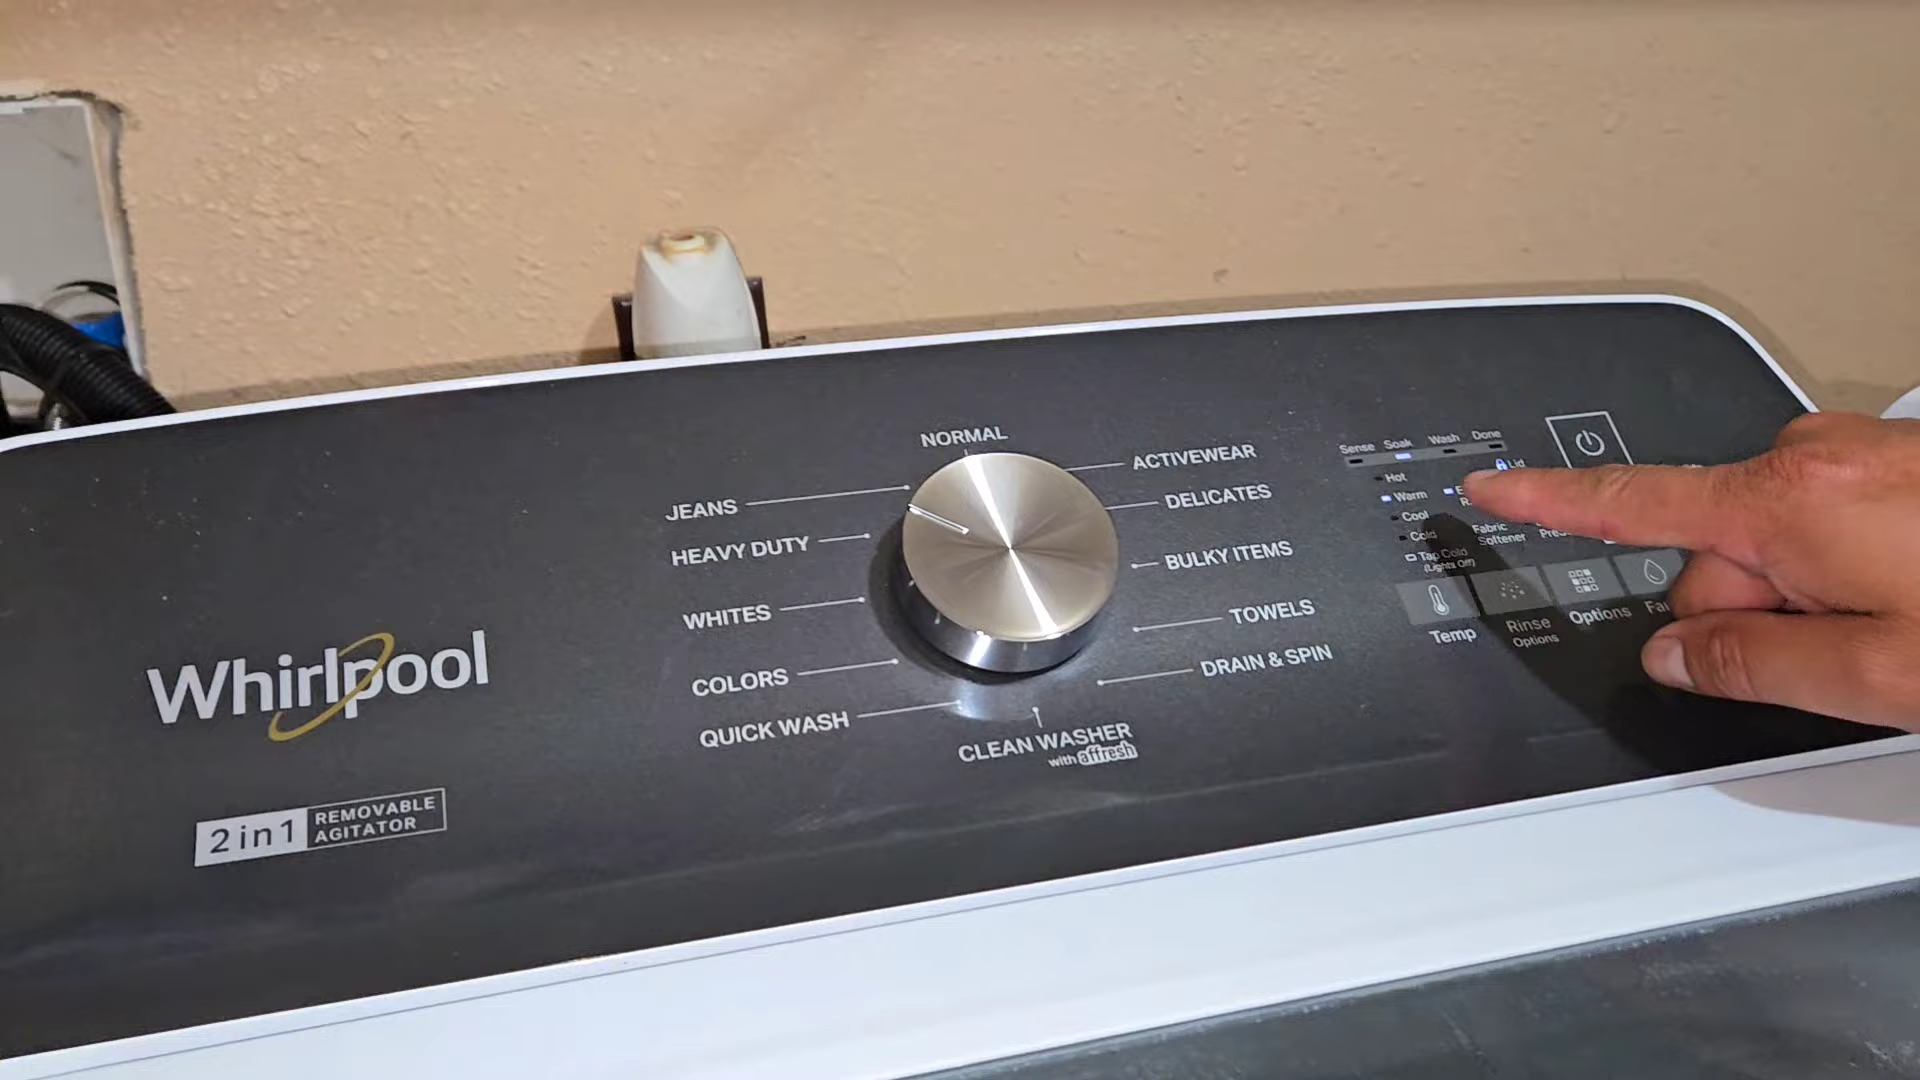 NORMAL
ACTIVEWEAR
JEANS
DELICATES
HEAVY DUTY
BULKY ITEMS
WHITES
TOWELS
COLORS
DRAIN & SPIN
QUICK WASH
CLEAN WASHER
with affresh
Whirlpool
2 in 1 REMOVABLE
AGITATOR
Sense Soak Wash Done
Lid
Hot
Warm
Cool
Cold
Tap Cold
(Lights Off)
Fabric
Softener
Temp
Rinse
Options
Options